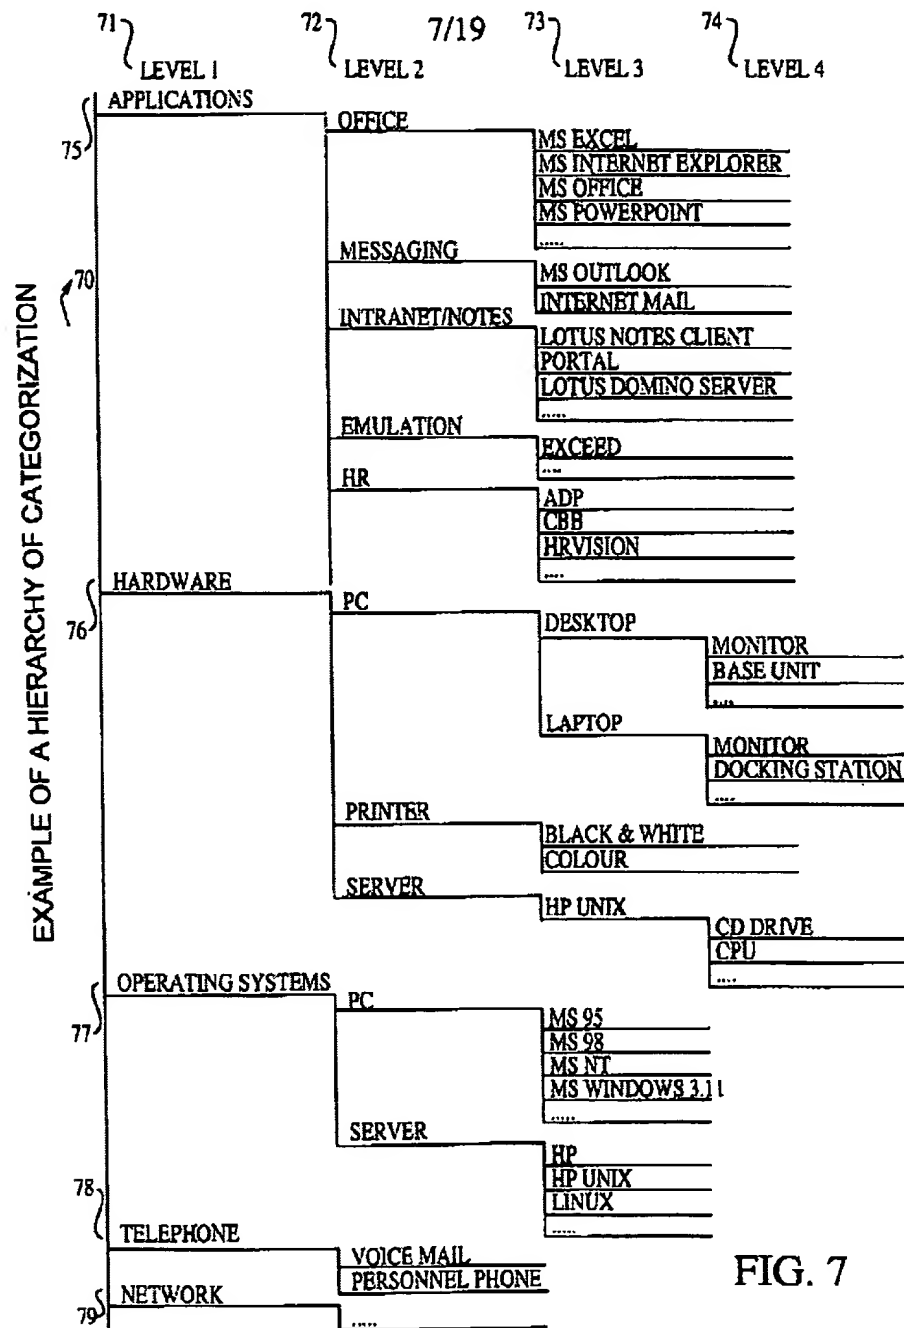 71 72 7/19 73 74
LEVEL 1 LEVEL 2 LEVEL 3 LEVEL 4
APPLICATIONS
75
OFFICE
MS EXCEL
MS INTERNET EXPLORER
MS OFFICE
MS POWERPOINT
.....
MESSAGING
MS OUTLOOK
INTERNET MAIL
70
INTRANET/NOTES
LOTUS NOTES CLIENT
PORTAL
LOTUS DOMINO SERVER
.....
EMULATION
EXCEED
....
HR
ADP
CBB
HRVISION
....
EXAMPLE OF A HIERARCHY OF CATEGORIZATION
HARDWARE
76
PC
DESKTOP
MONITOR
BASE UNIT
....
LAPTOP
MONITOR
DOCKING STATION
....
PRINTER
BLACK & WHITE
COLOUR
SERVER
HP UNIX
CD DRIVE
CPU
....
OPERATING SYSTEMS
77
PC
MS 95
MS 98
MS NT
MS WINDOWS 3.11
.....
SERVER
HP
HP UNIX
LINUX
.....
78
TELEPHONE
VOICE MAIL
PERSONNEL PHONE
NETWORK
79
.....
FIG. 7